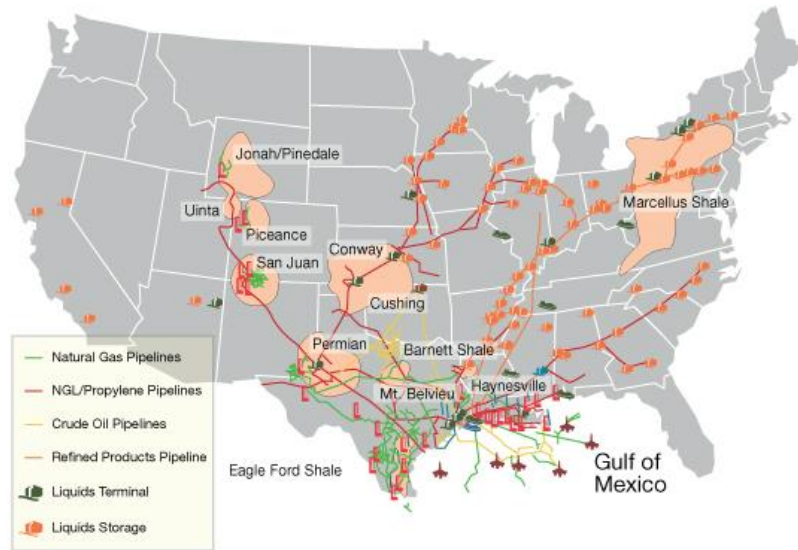 Jonah/Pinedale
Marcellus Shale
Uinta
Piceance
Conway
San Juan
Cushing
Permian
Barnett Shale
Haynesville
Mt. Belvieu
Eagle Ford Shale
Gulf of
Mexico
Natural Gas Pipelines
NGL/Propylene Pipelines
Crude Oil Pipelines
Refined Products Pipeline
Liquids Terminal
Liquids Storage